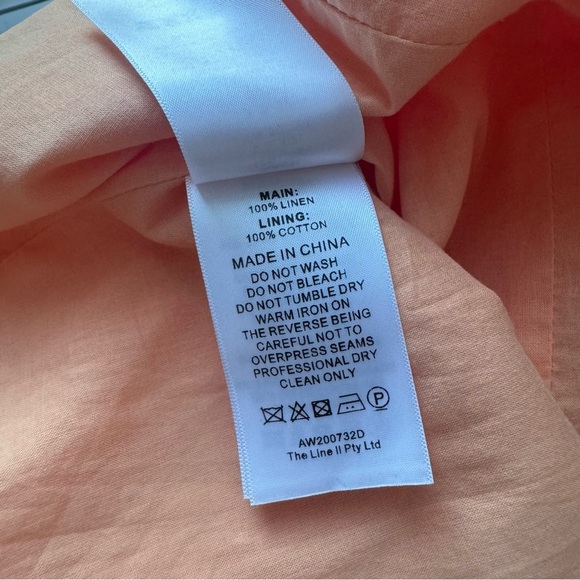 MAIN:
100% LINEN
LINING:
100% COTTON
MADE IN CHINA
DO NOT WASH
DO NOT BLEACH
DO NOT TUMBLE DRY
WARM IRON ON
THE REVERSE BEING
CAREFUL NOT TO
OVERPRESS SEAMS
PROFESSIONAL DRY
CLEAN ONLY
P
AW200732D
The Line II Pty Ltd